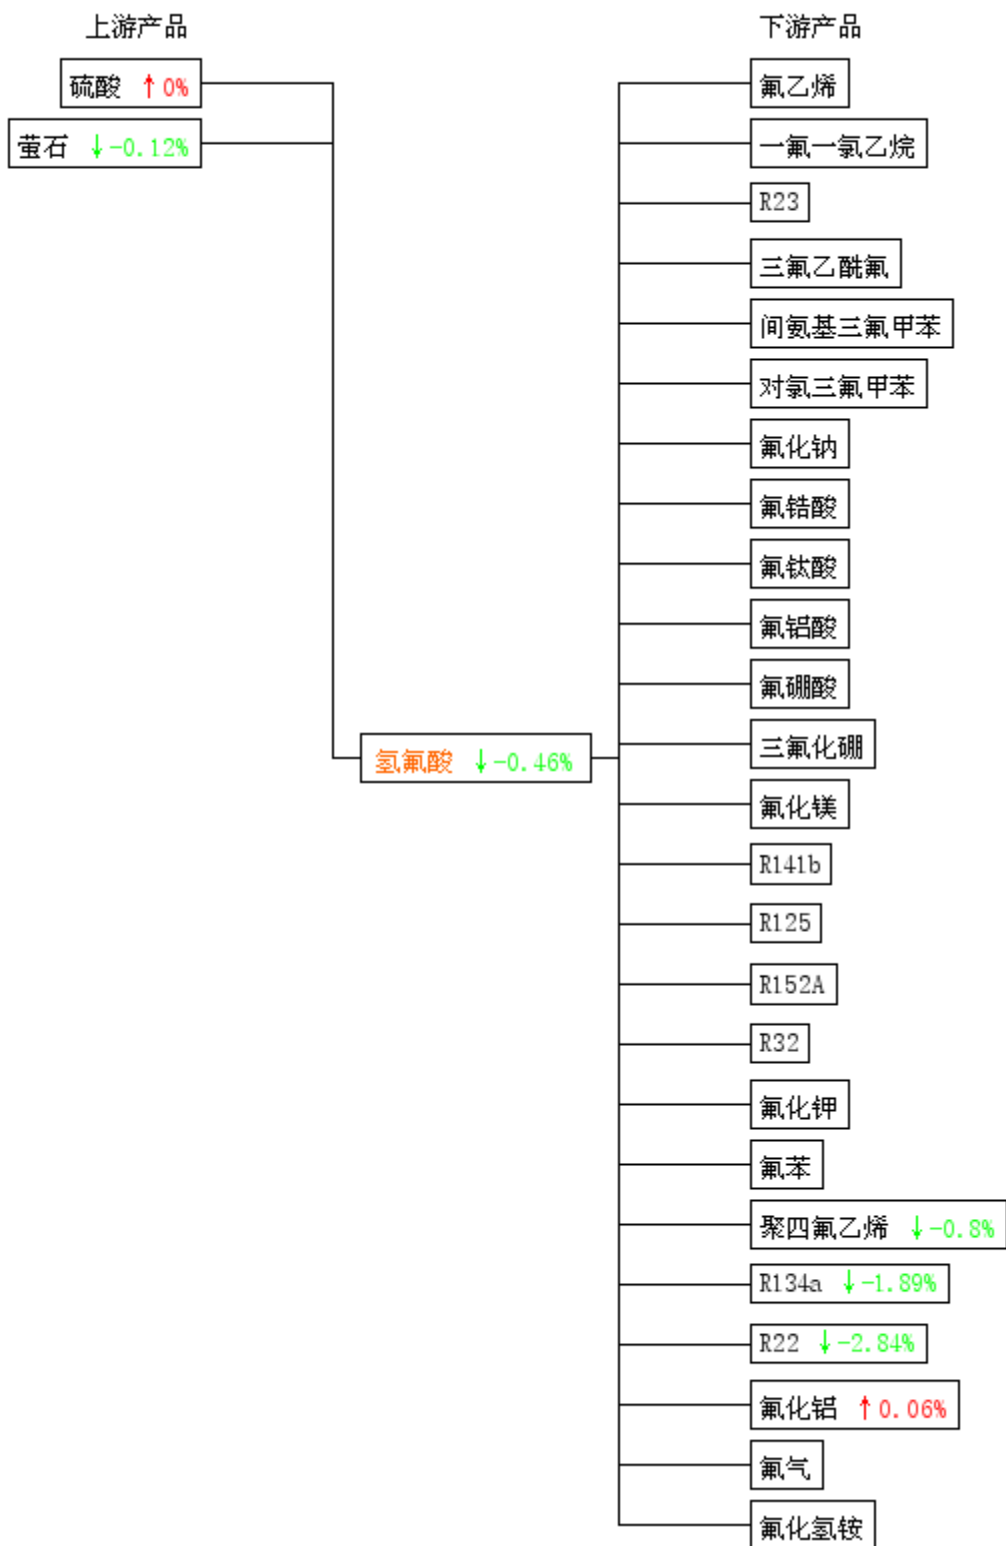 上游产品
下游产品
硫酸 ↑0%
萤石 ↓-0.12%
氢氟酸 ↓-0.46%
氟乙烯
一氟一氯乙烷
R23
三氟乙酰氟
间氨基三氟甲苯
对氯三氟甲苯
氟化钠
氟锆酸
氟钛酸
氟铝酸
氟硼酸
三氟化硼
氟化镁
R141b
R125
R152A
R32
氟化钾
氟苯
聚四氟乙烯 ↓-0.8%
R134a ↓-1.89%
R22 ↓-2.84%
氟化铝 ↑0.06%
氟气
氟化氢铵